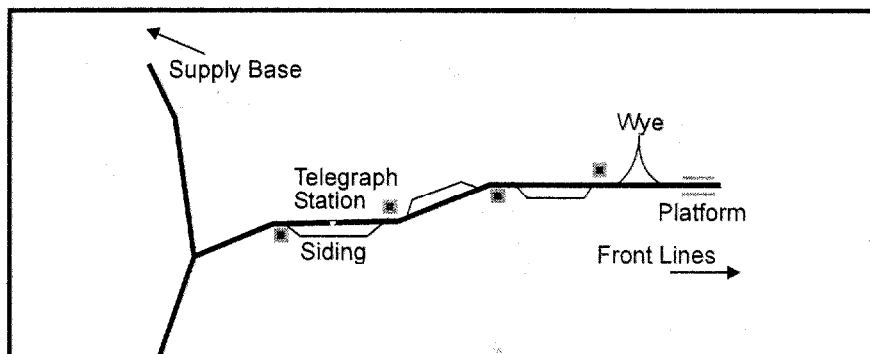 Supply Base
Wye
Telegraph
Station
Platform
Siding
Front Lines